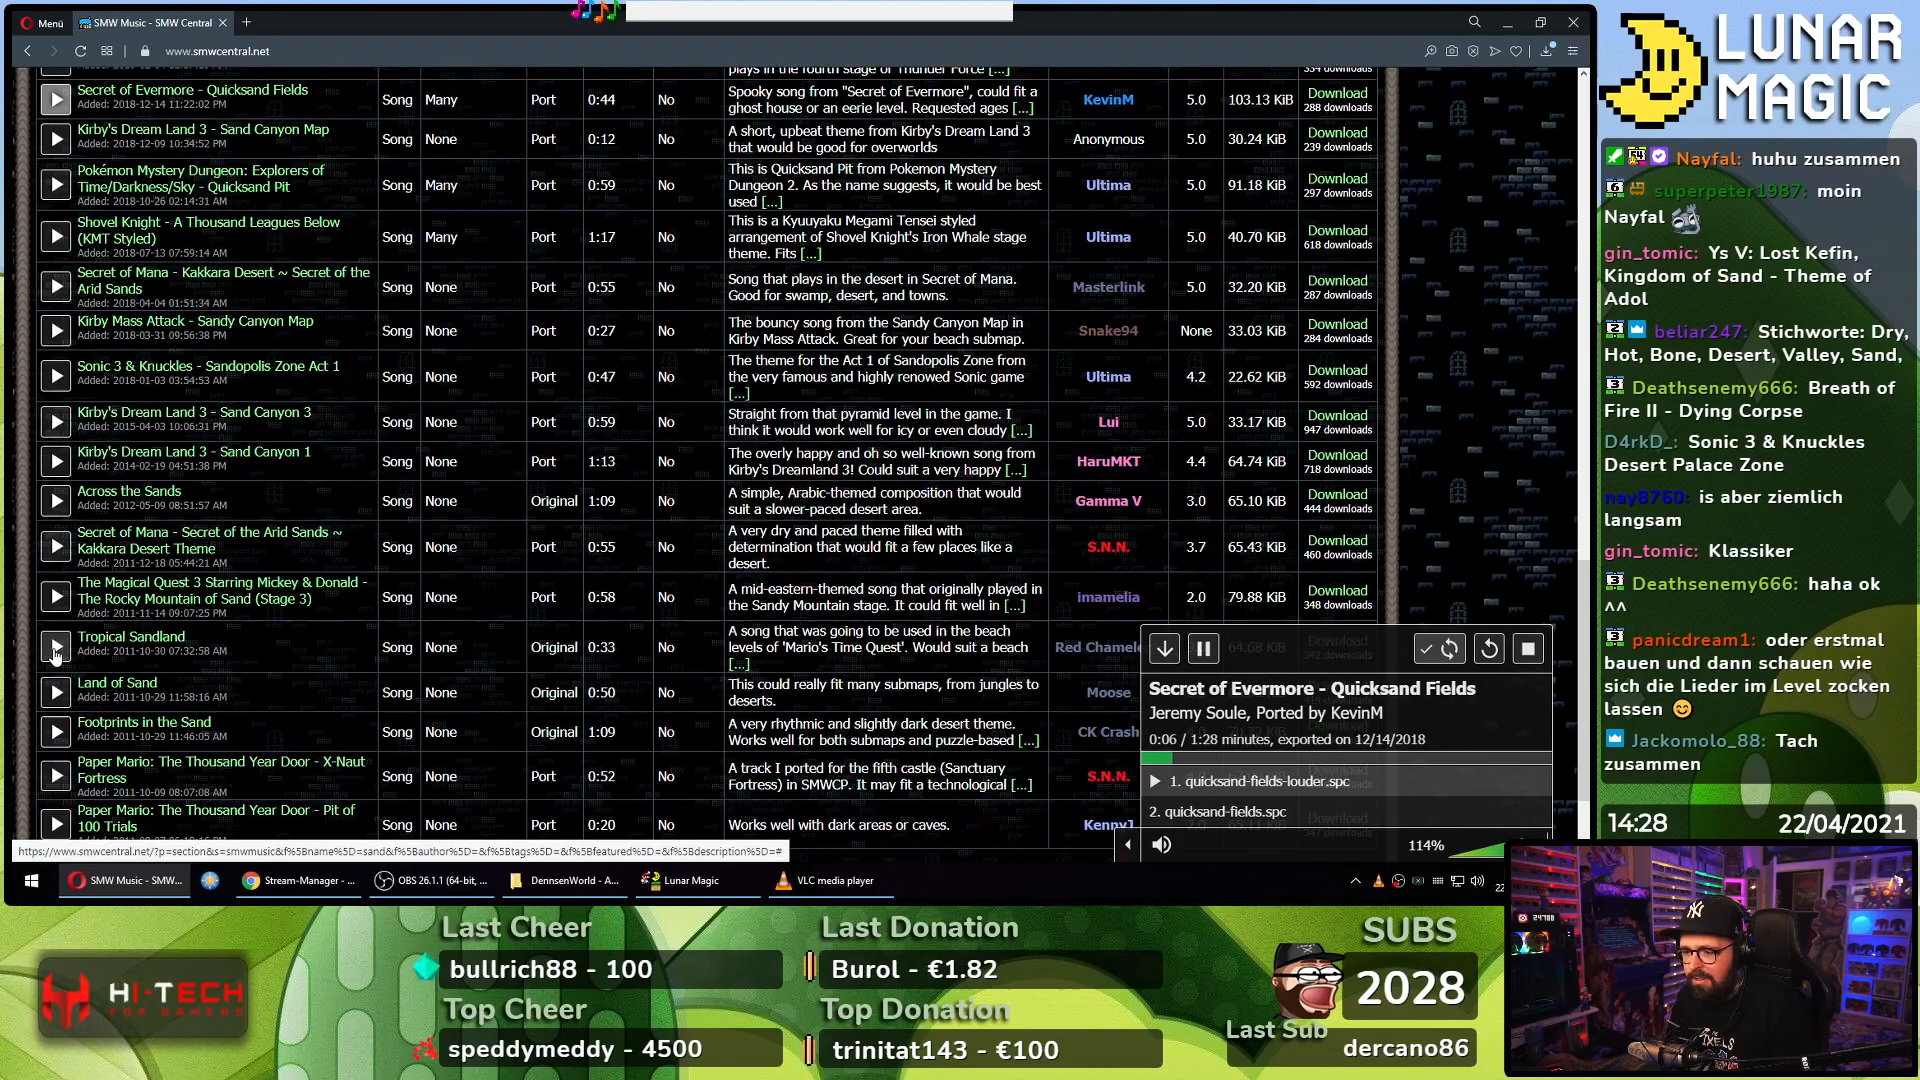 Menü
SMW Music - SMW Central
www.smwcentral.net
plays in the fourth stage of Thunder Force [...]
334 downloads
Secret of Evermore - Quicksand Fields
Added: 2018-12-14 11:22:02 PM
Song Many Port 0:44 No
Spooky song from "Secret of Evermore", could fit a
ghost house or an eerie level. Requested ages [...]
KevinM 5.0 103.13 KiB
Download
288 downloads
Kirby's Dream Land 3 - Sand Canyon Map
Added: 2018-12-09 10:34:52 PM
Song None Port 0:12 No
A short, upbeat theme from Kirby's Dream Land 3
that would be good for overworlds
Anonymous 5.0 30.24 KiB
Download
239 downloads
Pokémon Mystery Dungeon: Explorers of
Time/Darkness/Sky - Quicksand Pit
Added: 2018-10-26 02:14:31 AM
Song Many Port 0:59 No
This is Quicksand Pit from Pokemon Mystery
Dungeon 2. As the name suggests, it would be best
used [...]
Ultima 5.0 91.18 KiB
Download
297 downloads
Shovel Knight - A Thousand Leagues Below
(KMT Styled)
Added: 2018-07-13 07:59:14 AM
Song Many Port 1:17 No
This is a Kyuuyaku Megami Tensei styled
arrangement of Shovel Knight's Iron Whale stage
theme. Fits [...]
Ultima 5.0 40.70 KiB
Download
618 downloads
Secret of Mana - Kakkara Desert ~ Secret of the
Arid Sands
Added: 2018-04-04 01:51:34 AM
Song None Port 0:55 No
Song that plays in the desert in Secret of Mana.
Good for swamp, desert, and towns.
Masterlink 5.0 32.20 KiB
Download
287 downloads
Kirby Mass Attack - Sandy Canyon Map
Added: 2018-03-31 09:56:38 PM
Song None Port 0:27 No
The bouncy song from the Sandy Canyon Map in
Kirby Mass Attack. Great for your beach submap.
Snake94 None 33.03 KiB
Download
284 downloads
Sonic 3 & Knuckles - Sandopolis Zone Act 1
Added: 2018-01-03 03:54:53 AM
Song None Port 0:47 No
The theme for the Act 1 of Sandopolis Zone from
the very famous and highly renowed Sonic game
[...]
Ultima 4.2 22.62 KiB
Download
592 downloads
Kirby's Dream Land 3 - Sand Canyon 3
Added: 2015-04-03 10:06:31 PM
Song None Port 0:59 No
Straight from that pyramid level in the game. I
think it would work well for icy or even cloudy [...]
Lui 5.0 33.17 KiB
Download
947 downloads
Kirby's Dream Land 3 - Sand Canyon 1
Added: 2014-02-19 04:51:38 PM
Song None Port 1:13 No
The overly happy and oh so well-known song from
Kirby's Dreamland 3! Could suit a very happy [...]
HaruMKT 4.4 64.74 KiB
Download
718 downloads
Across the Sands
Added: 2012-05-09 08:51:57 AM
Song None Original 1:09 No
A simple, Arabic-themed composition that would
suit a slower-paced desert area.
Gamma V 3.0 65.10 KiB
Download
444 downloads
Secret of Mana - Secret of the Arid Sands ~
Kakkara Desert Theme
Added: 2011-12-18 05:44:21 AM
Song None Port 0:55 No
A very dry and paced theme filled with
determination that would fit a few places like a
desert.
S.N.N. 3.7 65.43 KiB
Download
460 downloads
The Magical Quest 3 Starring Mickey & Donald -
The Rocky Mountain of Sand (Stage 3)
Added: 2011-11-14 09:07:25 PM
Song None Port 0:58 No
A mid-eastern-themed song that originally played in
the Sandy Mountain stage. It could fit well in [...]
imamelia 2.0 79.88 KiB
Download
348 downloads
Tropical Sandland
Added: 2011-10-30 07:32:58 AM
Song None Original 0:33 No
A song that was going to be used in the beach
levels of 'Mario's Time Quest'. Would suit a beach
[...]
Red Chamele
Land of Sand
Added: 2011-10-29 11:58:16 AM
Song None Original 0:50 No
This could really fit many submaps, from jungles to
deserts.
Moose
Footprints in the Sand
Added: 2011-10-29 11:46:05 AM
Song None Original 1:09 No
A very rhythmic and slightly dark desert theme.
Works well for both submaps and puzzle-based [...]
CK Crash
Paper Mario: The Thousand Year Door - X-Naut
Fortress
Added: 2011-10-09 08:07:08 AM
Song None Port 0:52 No
A track I ported for the fifth castle (Sanctuary
Fortress) in SMWCP. It may fit a technological [...]
S.N.N.
Paper Mario: The Thousand Year Door - Pit of
100 Trials
Song None Port 0:20 No
Works well with dark areas or caves.
KennyJ
Secret of Evermore - Quicksand Fields
Jeremy Soule, Ported by KevinM
0:06 / 1:28 minutes, exported on 12/14/2018
1. quicksand-fields-louder.spc
2. quicksand-fields.spc
114%
https://www.smwcentral.net/?p=section&s=smwmusic&f%5Bname%5D=sand&f%5Bauthor%5D=&f%5Btags%5D=&f%5Bfeatured%5D=&f%5Bdescription%5D=#
SMW Music - SMW...
Stream-Manager - ...
OBS 26.1.1 (64-bit, ...
DennsenWorld - A...
Lunar Magic
VLC media player
22
LUNAR
MAGIC
Nayfal: huhu zusammen
superpeter1987: moin
Nayfal
gin_tomic: Ys V: Lost Kefin,
Kingdom of Sand - Theme of
Adol
beliar247: Stichworte: Dry,
Hot, Bone, Desert, Valley, Sand,
Deathsenemy666: Breath of
Fire II - Dying Corpse
D4rkD_: Sonic 3 & Knuckles
Desert Palace Zone
nay8760: is aber ziemlich
langsam
gin_tomic: Klassiker
Deathsenemy666: haha ok
^^
panicdream1: oder erstmal
bauen und dann schauen wie
sich die Lieder im Level zocken
lassen
Jackomolo_88: Tach
zusammen
14:28 22/04/2021
HI-TECH
FOR GAMERS
Last Cheer
bullrich88 - 100
Top Cheer
speddymeddy - 4500
Last Donation
Burol - €1.82
Top Donation
trinitat143 - €100
SUBS
2028
Last Sub
dercano86